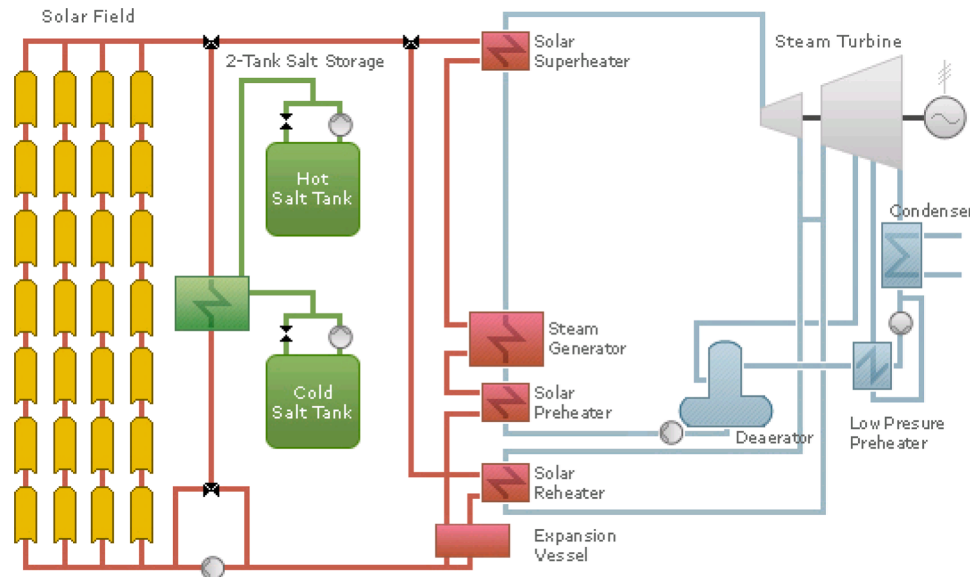 Solar Field
2-Tank Salt Storage
Hot
Salt Tank
Cold
Salt Tank
Solar
Superheater
Steam Turbine
Condenser
Steam
Generator
Solar
Preheater
Deaerator
Low Presure
Preheater
Solar
Reheater
Expansion
Vessel